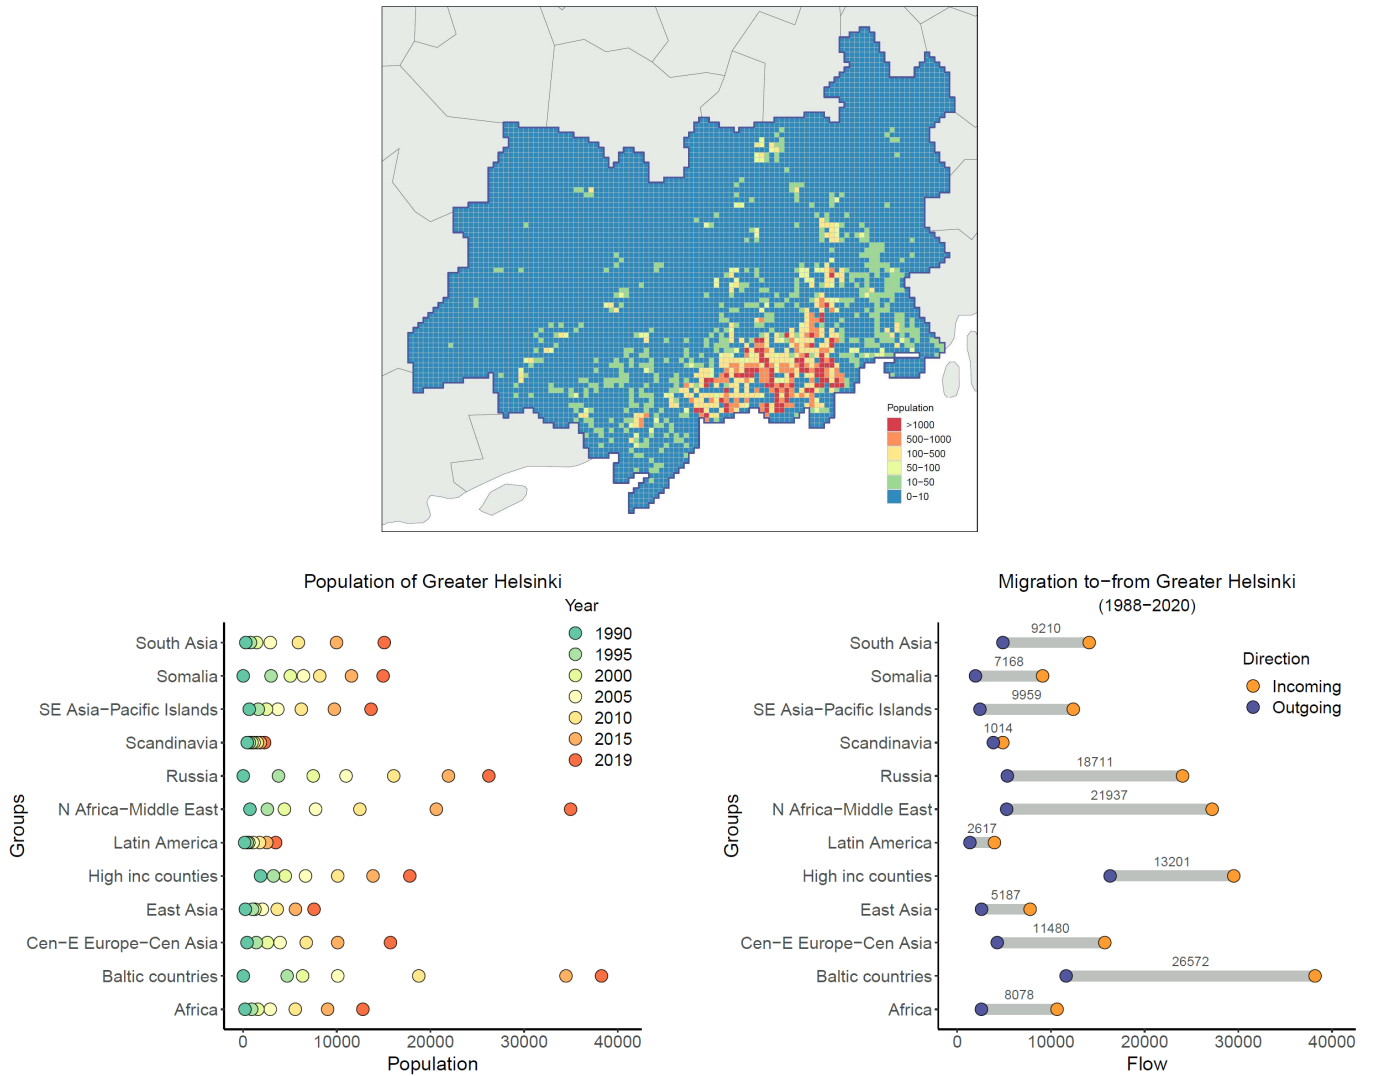 Population
>1000
500−1000
100−500
50−100
10−50
0−10
Population of Greater Helsinki
Year
1990
1995
2000
2005
2010
2015
2019
Groups
South Asia
Somalia
SE Asia−Pacific Islands
Scandinavia
Russia
N Africa−Middle East
Latin America
High inc counties
East Asia
Cen−E Europe−Cen Asia
Baltic countries
Africa
0 10000 20000 30000 40000
Population
Migration to−from Greater Helsinki
(1988−2020)
Direction
Incoming
Outgoing
Groups
South Asia 9210
Somalia 7168
SE Asia−Pacific Islands 9959
Scandinavia 1014
Russia 18711
N Africa−Middle East 21937
Latin America 2617
High inc counties 13201
East Asia 5187
Cen−E Europe−Cen Asia 11480
Baltic countries 26572
Africa 8078
0 10000 20000 30000 40000
Flow